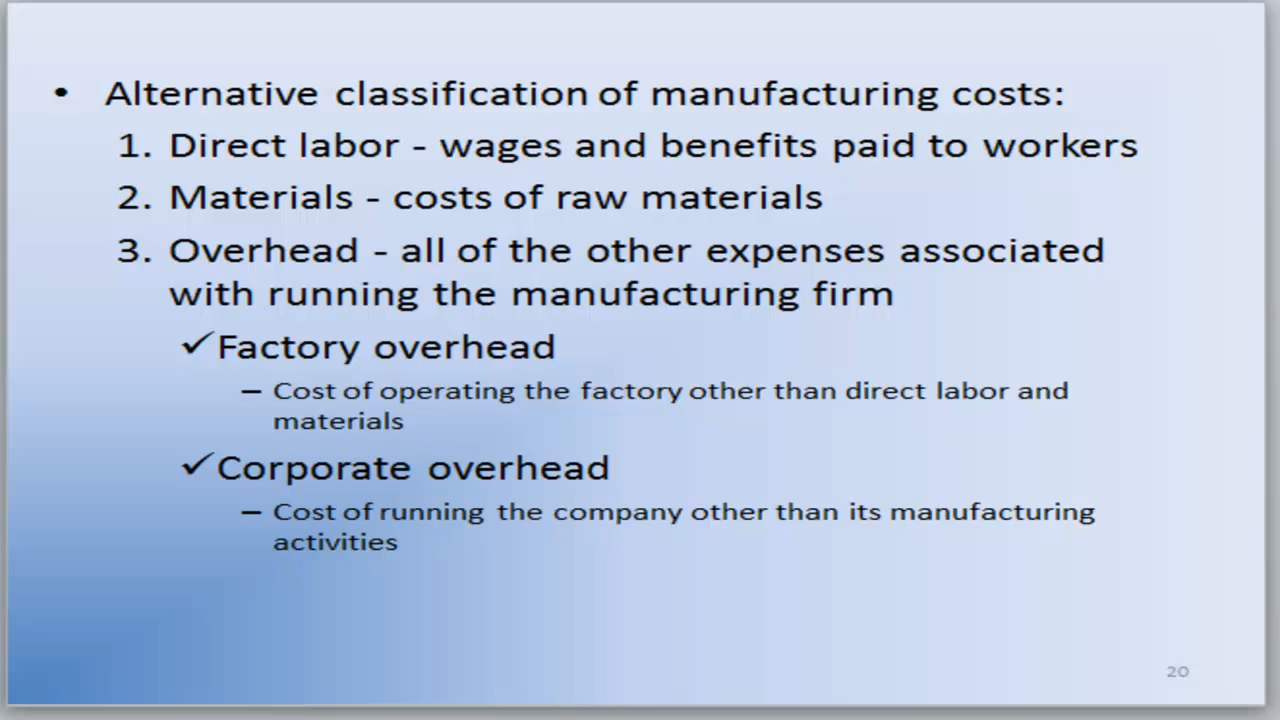 • Alternative classification of manufacturing costs:
1. Direct labor - wages and benefits paid to workers
2. Materials - costs of raw materials
3. Overhead - all of the other expenses associated
with running the manufacturing firm
✓Factory overhead
– Cost of operating the factory other than direct labor and
materials
✓Corporate overhead
– Cost of running the company other than its manufacturing
activities
20